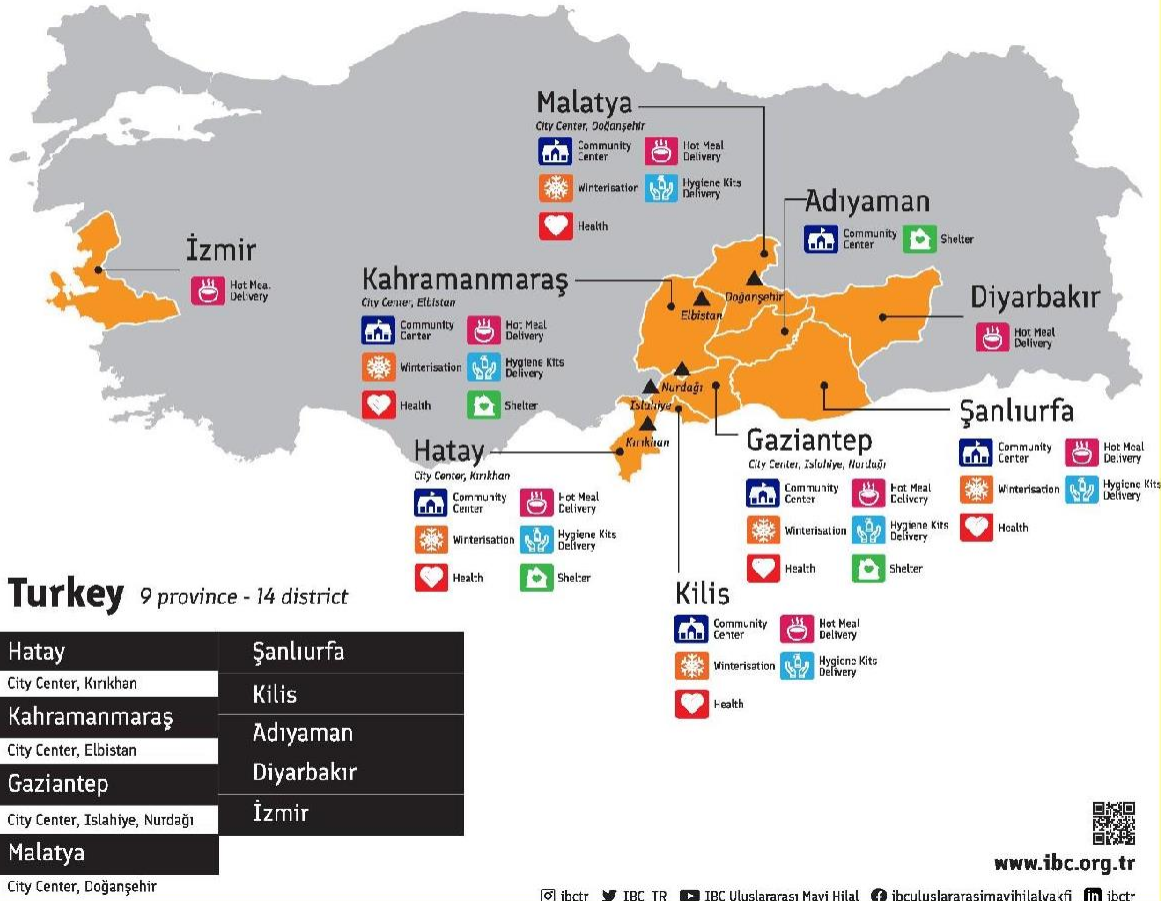 Malatya
City Center, Doğanşehir
Community Center
Hot Meal Delivery
Winterisation
Hygiene Kits Delivery
Health
Adıyaman
Community Center
Shelter
İzmir
Hot Meal Delivery
Kahramanmaraş
City Center, Elbistan
Community Center
Hot Meal Delivery
Winterisation
Hygiene Kits Delivery
Health
Shelter
Doğanşehir
Elbistan
Nurdağı
Islahiye
Kırıkhan
Diyarbakır
Hot Meal Delivery
Şanlıurfa
Community Center
Hot Meal Delivery
Winterisation
Hygiene Kits Delivery
Health
Hatay
City Center, Kırıkhan
Community Center
Hot Meal Delivery
Winterisation
Hygiene Kits Delivery
Health
Shelter
Gaziantep
City Center, Islahiye, Nurdağı
Community Center
Hot Meal Delivery
Winterisation
Hygiene Kits Delivery
Health
Shelter
Kilis
Community Center
Hot Meal Delivery
Winterisation
Hygiene Kits Delivery
Health
Turkey 9 province - 14 district
Hatay
City Center, Kırıkhan
Kahramanmaraş
City Center, Elbistan
Gaziantep
City Center, Islahiye, Nurdağı
Malatya
City Center, Doğanşehir
Şanlıurfa
Kilis
Adıyaman
Diyarbakır
İzmir
www.ibc.org.tr
ibctr IBC_TR IBC Uluslararası Mavi Hilal ibculuslararasimavihilalvakfi in ibctr